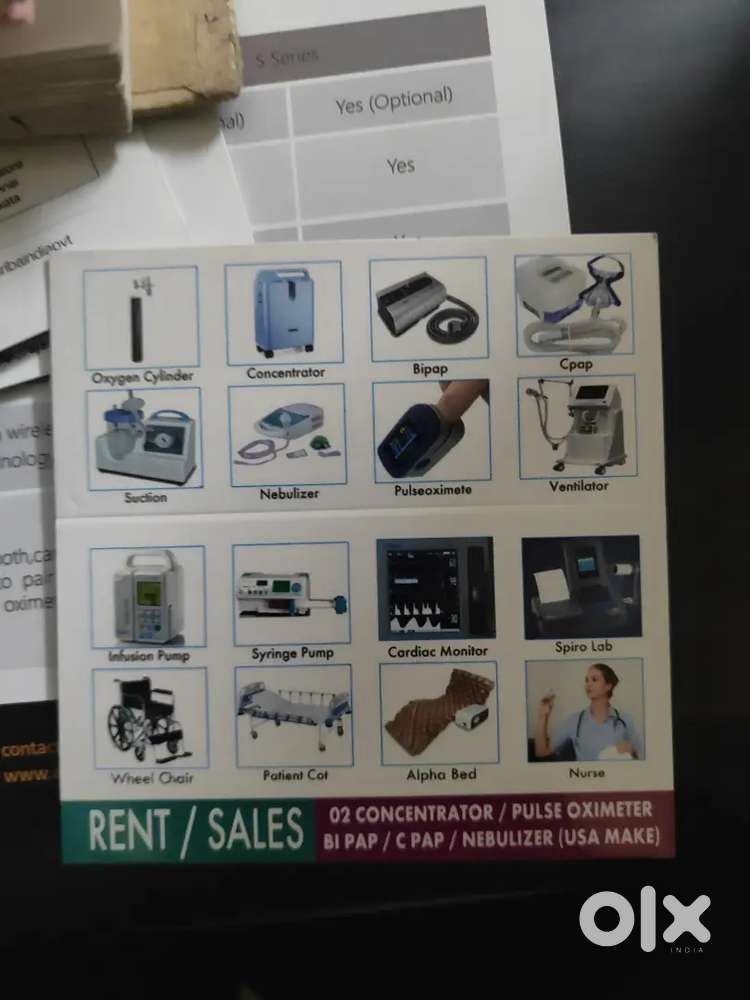 S Series
Yes (Optional)
Yes
Oxygen Cylinder
Concentrator
Bipap
Cpap
Suction
Nebulizer
Pulseoximete
Ventilator
Infusion Pump
Syringe Pump
Cardiac Monitor
Spiro Lab
Wheel Chair
Patient Cot
Alpha Bed
Nurse
RENT / SALES
02 CONCENTRATOR / PULSE OXIMETER
BI PAP / C PAP / NEBULIZER (USA MAKE)
olx
INDIA